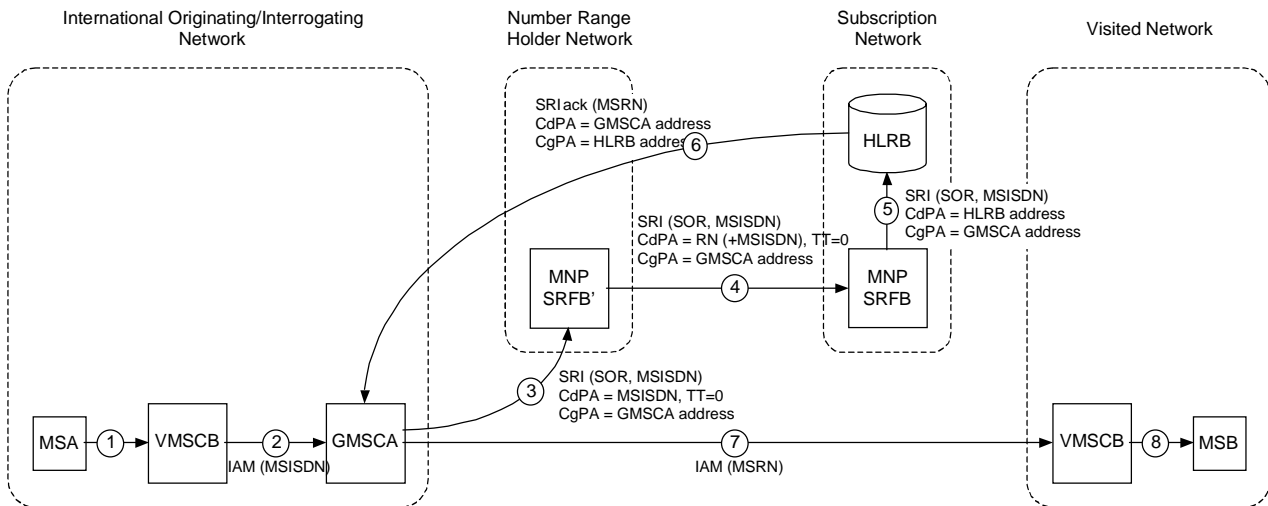 International Originating/Interrogating
Network
Number Range
Holder Network
Subscription
Network
Visited Network
SRIack (MSRN)
CdPA = GMSCA address
CgPA = HLRB address
6
HLRB
SRI (SOR, MSISDN)
CdPA = HLRB address
CgPA = GMSCA address
5
SRI (SOR, MSISDN)
CdPA = RN (+MSISDN), TT=0
CgPA = GMSCA address
MNP
SRFB'
4
MNP
SRFB
3
SRI (SOR, MSISDN)
CdPA = MSISDN, TT=0
CgPA = GMSCA address
MSA
1
VMSCB
2
IAM (MSISDN)
GMSCA
7
IAM (MSRN)
VMSCB
8
MSB